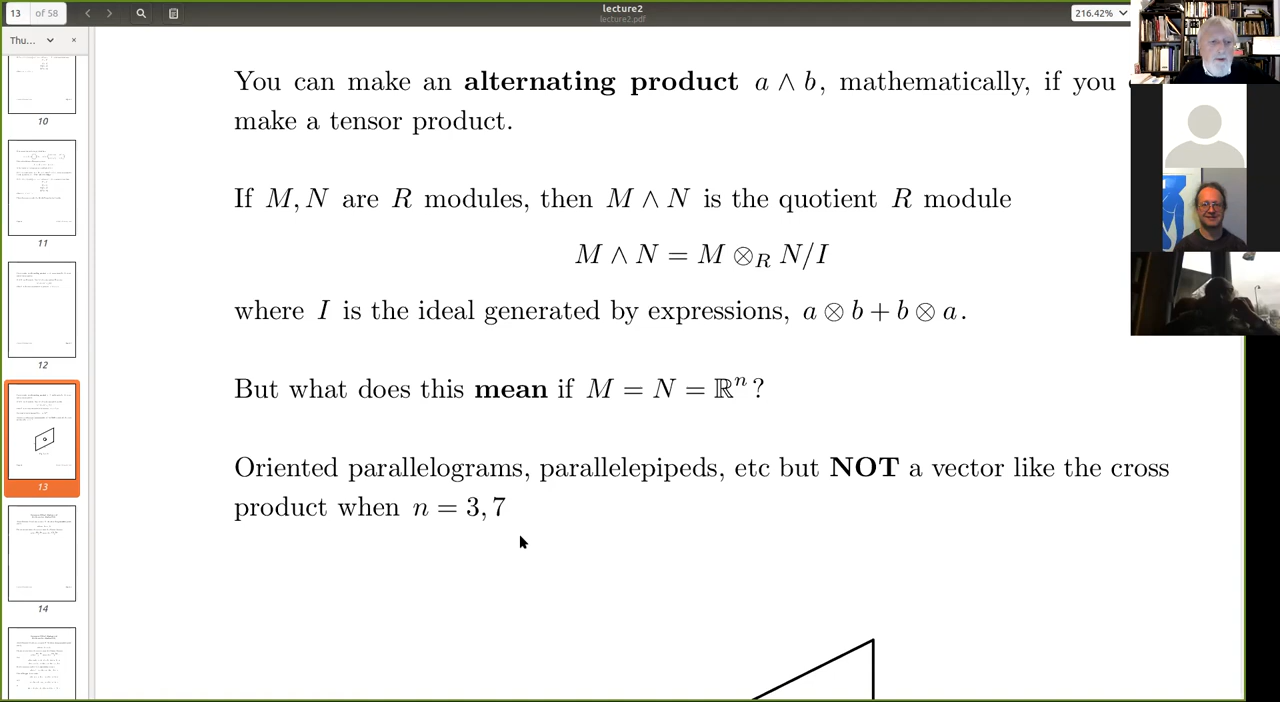 lecture2
lecture2.pdf
13 of 58
216.42%
Thu...
10
11
12
13
14
You can make an alternating product a ∧ b, mathematically, if you
make a tensor product.
If M, N are R modules, then M ∧ N is the quotient R module
M ∧ N = M ⊗_R N/I
where I is the ideal generated by expressions, a ⊗ b + b ⊗ a.
But what does this mean if M = N = ℝⁿ?
Oriented parallelograms, parallelepipeds, etc but NOT a vector like the cross
product when n = 3, 7